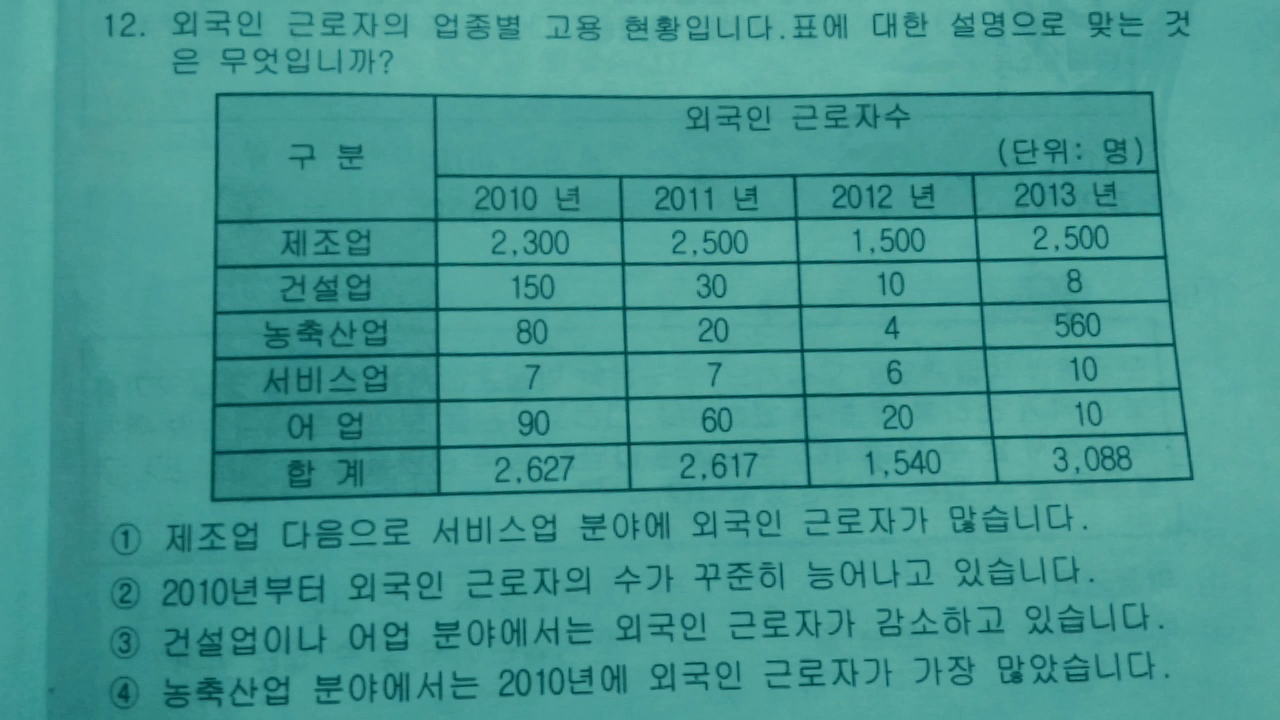 12. 외국인 근로자의 업종별 고용 현황입니다.표에 대한 설명으로 맞는 것
은 무엇입니까?
구 분 외국인 근로자수
(단위: 명)
2010 년 2011 년 2012 년 2013 년
제조업 2,300 2,500 1,500 2,500
건설업 150 30 10 8
농축산업 80 20 4 560
서비스업 7 7 6 10
어 업 90 60 20 10
합 계 2,627 2,617 1,540 3,088
① 제조업 다음으로 서비스업 분야에 외국인 근로자가 많습니다.
② 2010년부터 외국인 근로자의 수가 꾸준히 능어나고 있습니다.
③ 건설업이나 어업 분야에서는 외국인 근로자가 감소하고 있습니다.
④ 농축산업 분야에서는 2010년에 외국인 근로자가 가장 많았습니다.